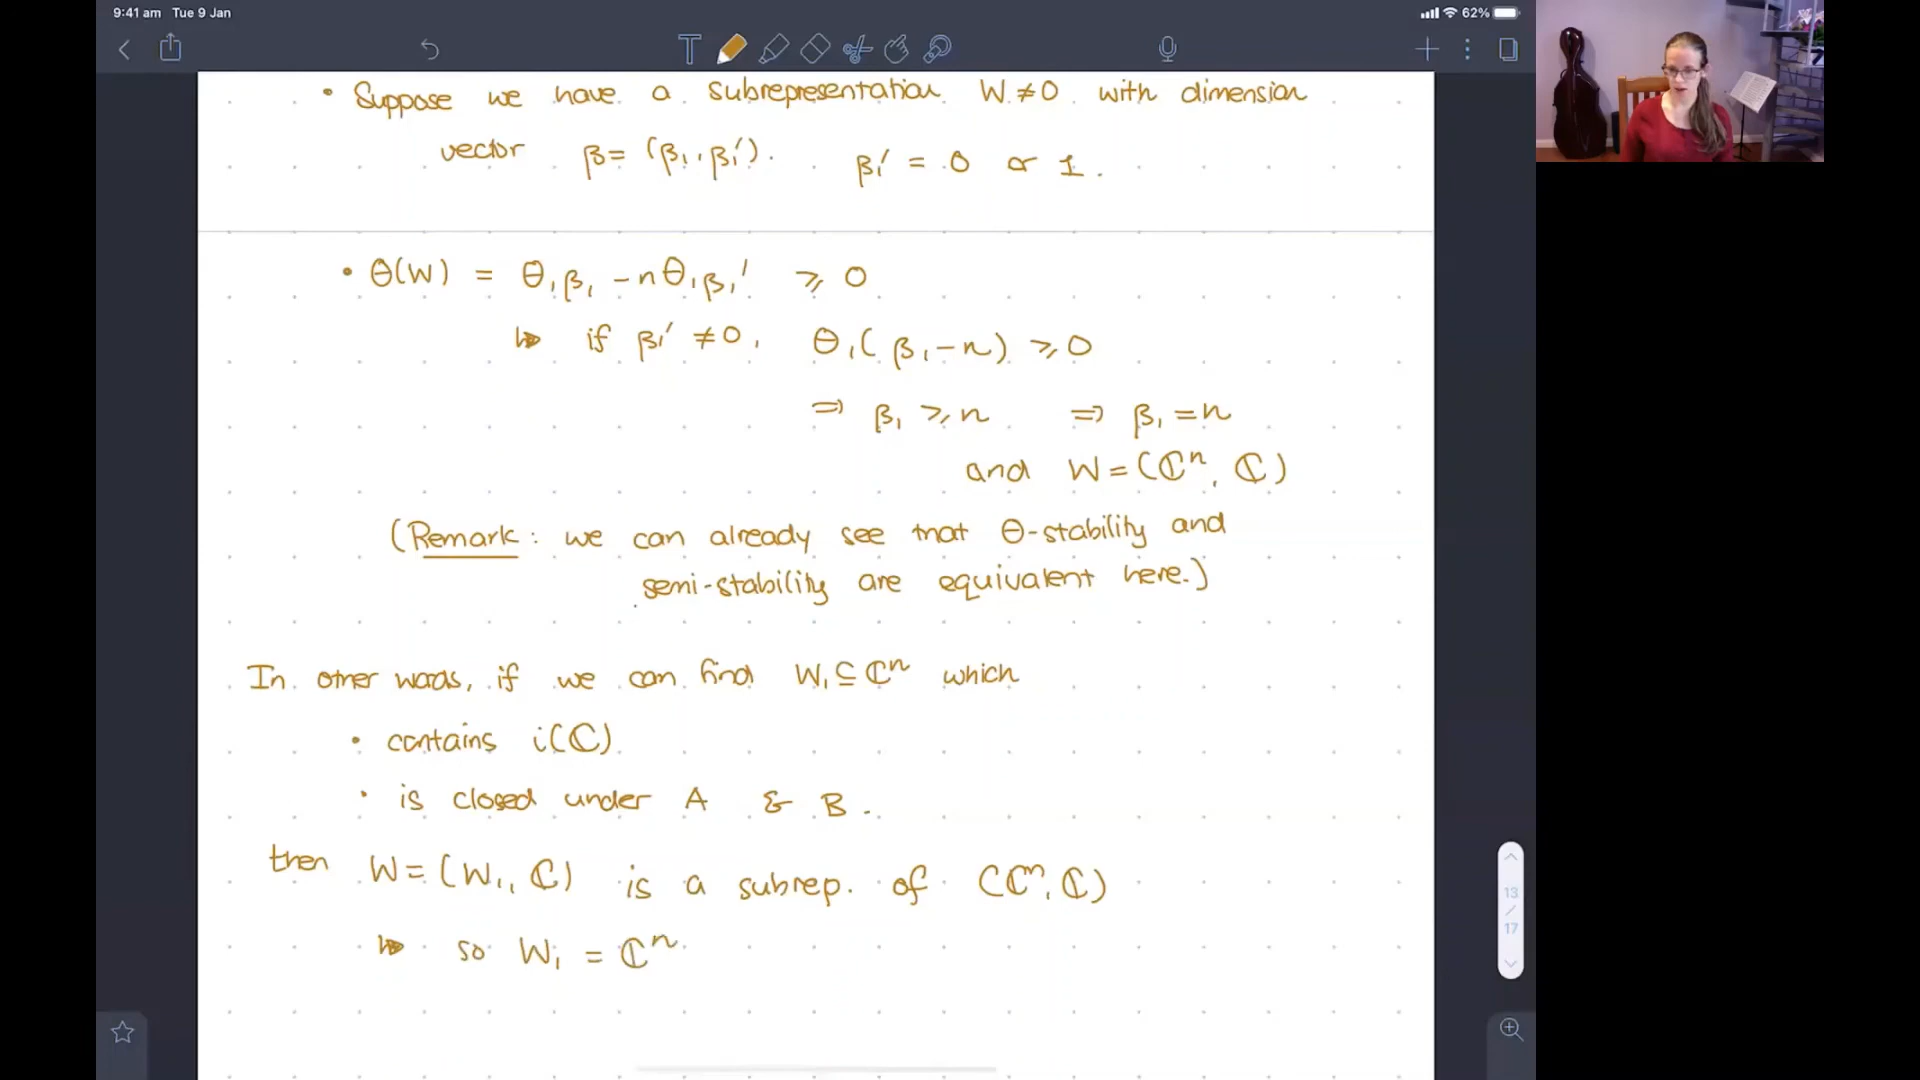 9:41 am Tue 9 Jan
62%
• Suppose we have a subrepresentation W ≠ 0 with dimension
vector β = (β₁, β₁′). β₁′ = 0 or 1.
• θ(W) = θ₁β₁ - nθ₁β₁′ ⩾ 0
↳ if β₁′ ≠ 0, θ₁(β₁ - n) ⩾ 0
⇒ β₁ ⩾ n ⇒ β₁ = n
and W = (ℂⁿ, ℂ)
(Remark: we can already see that θ-stability and
semi-stability are equivalent here.)
In other words, if we can find W₁ ⊆ ℂⁿ which
• contains i(ℂ)
• is closed under A & B.
then W = (W₁, ℂ) is a subrep. of (ℂⁿ, ℂ)
↳ so W₁ = ℂⁿ
13
/
17